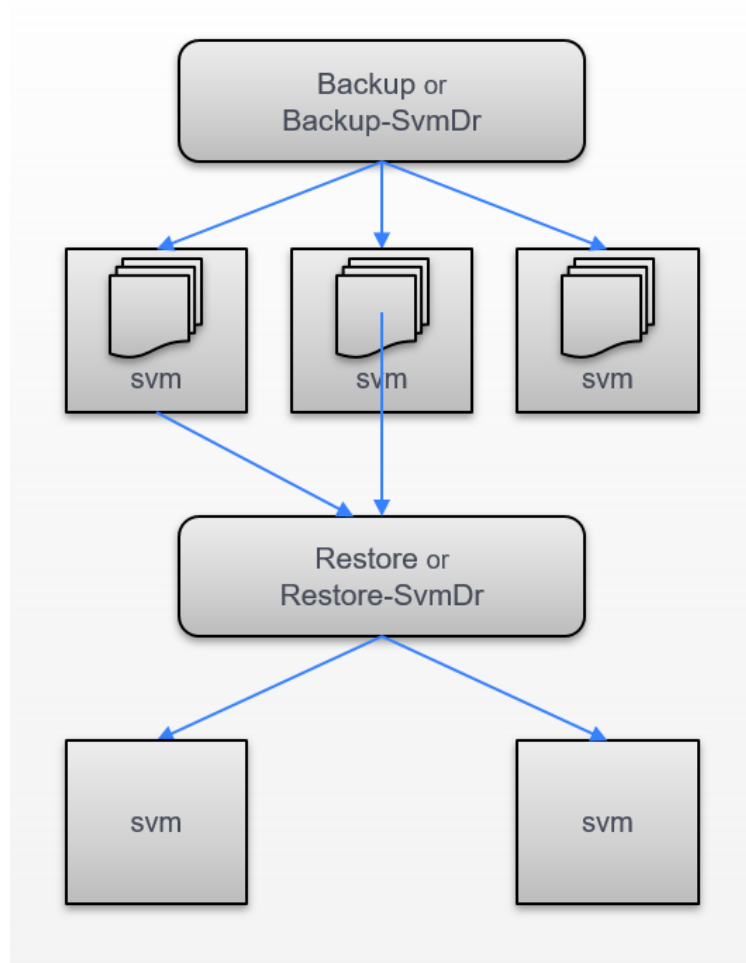 Backup or
Backup-SvmDr
svm
svm
svm
Restore or
Restore-SvmDr
svm
svm